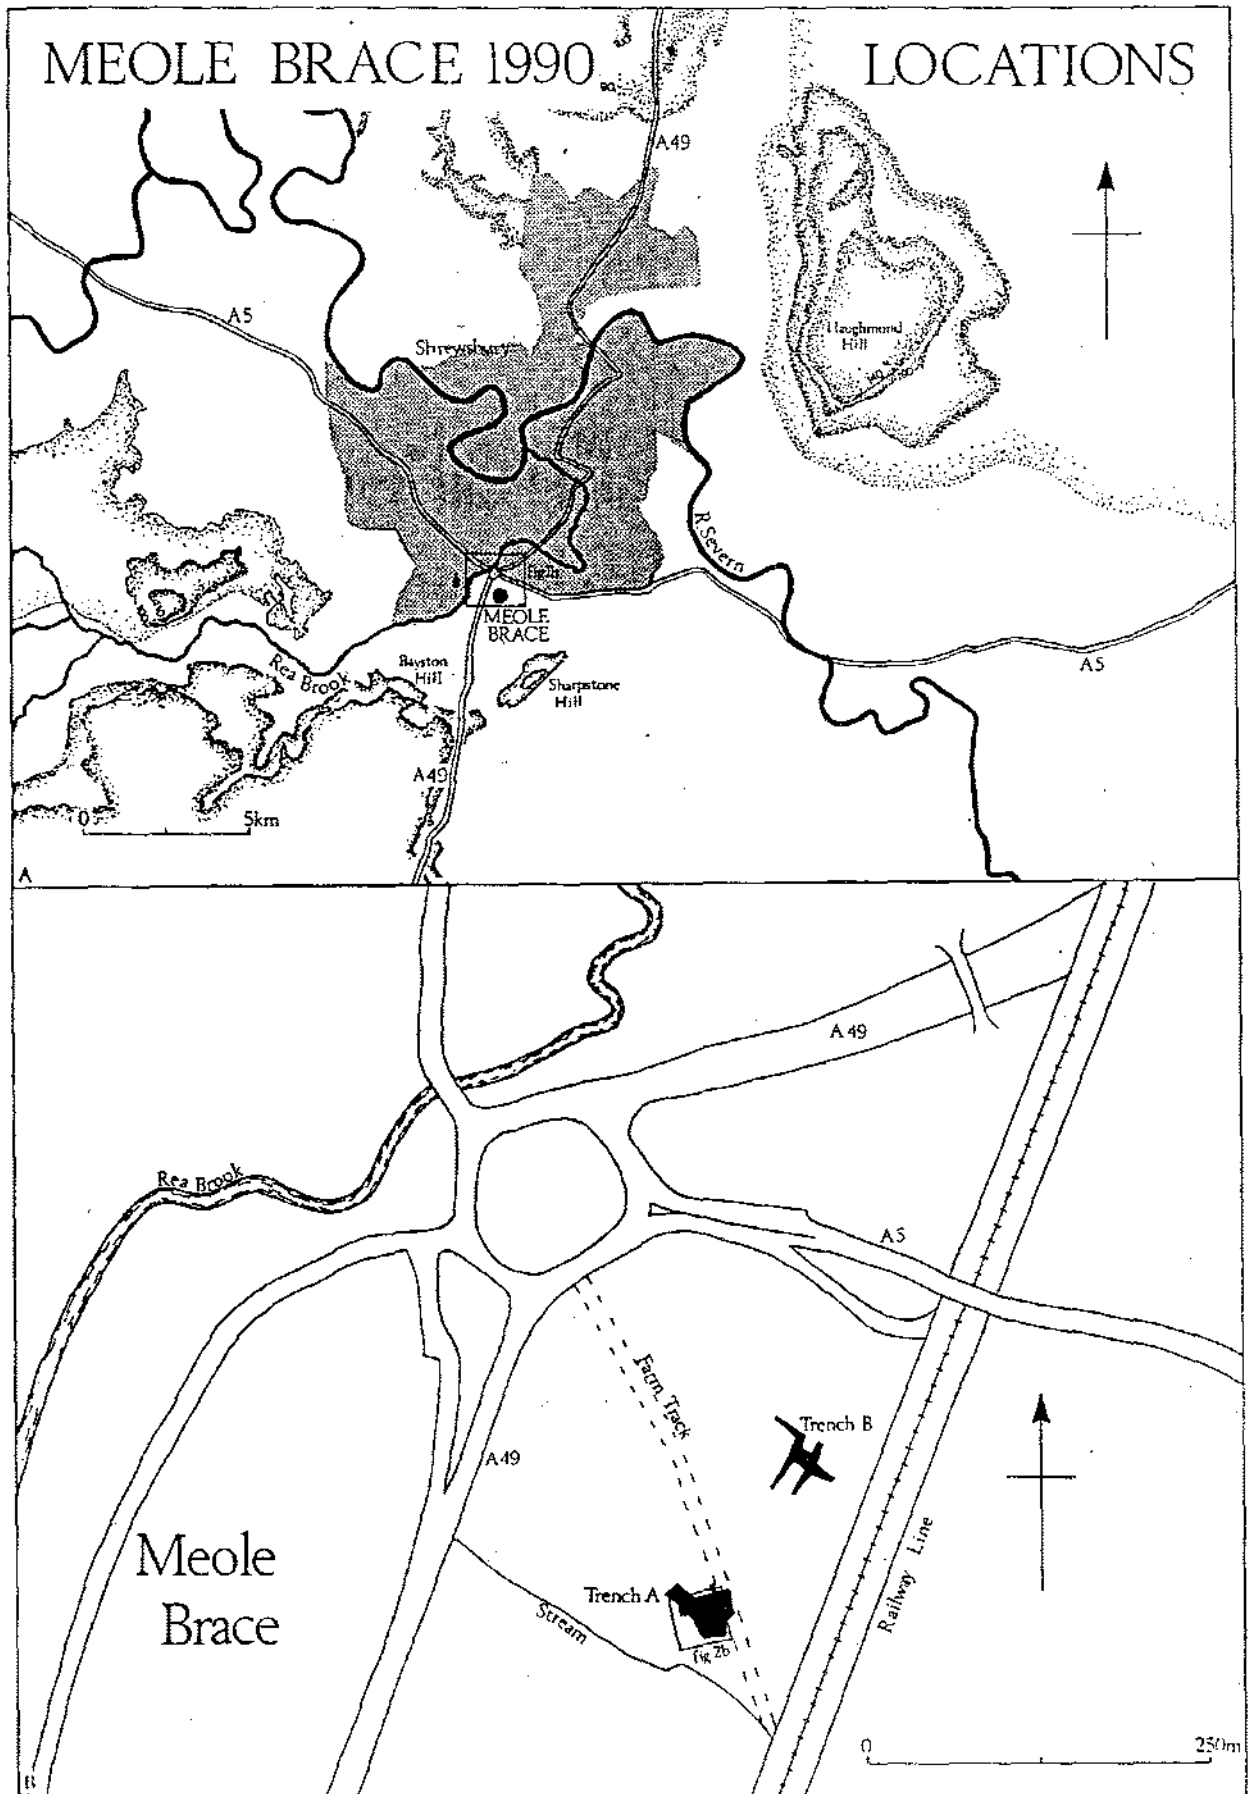 MEOLE BRACE 1990
LOCATIONS
A49
A5
Shrewsbury
Haughmond
Hill
R. Severn
MEOLE
BRACE
Rea Brook
Bayston
Hill
Sharpstone
Hill
A5
A49
0 5km
A
A 49
Rea Brook
A5
Farm Track
Trench B
A49
Meole
Brace
Trench A
Stream
fig 2b
Railway Line
0 250m
B